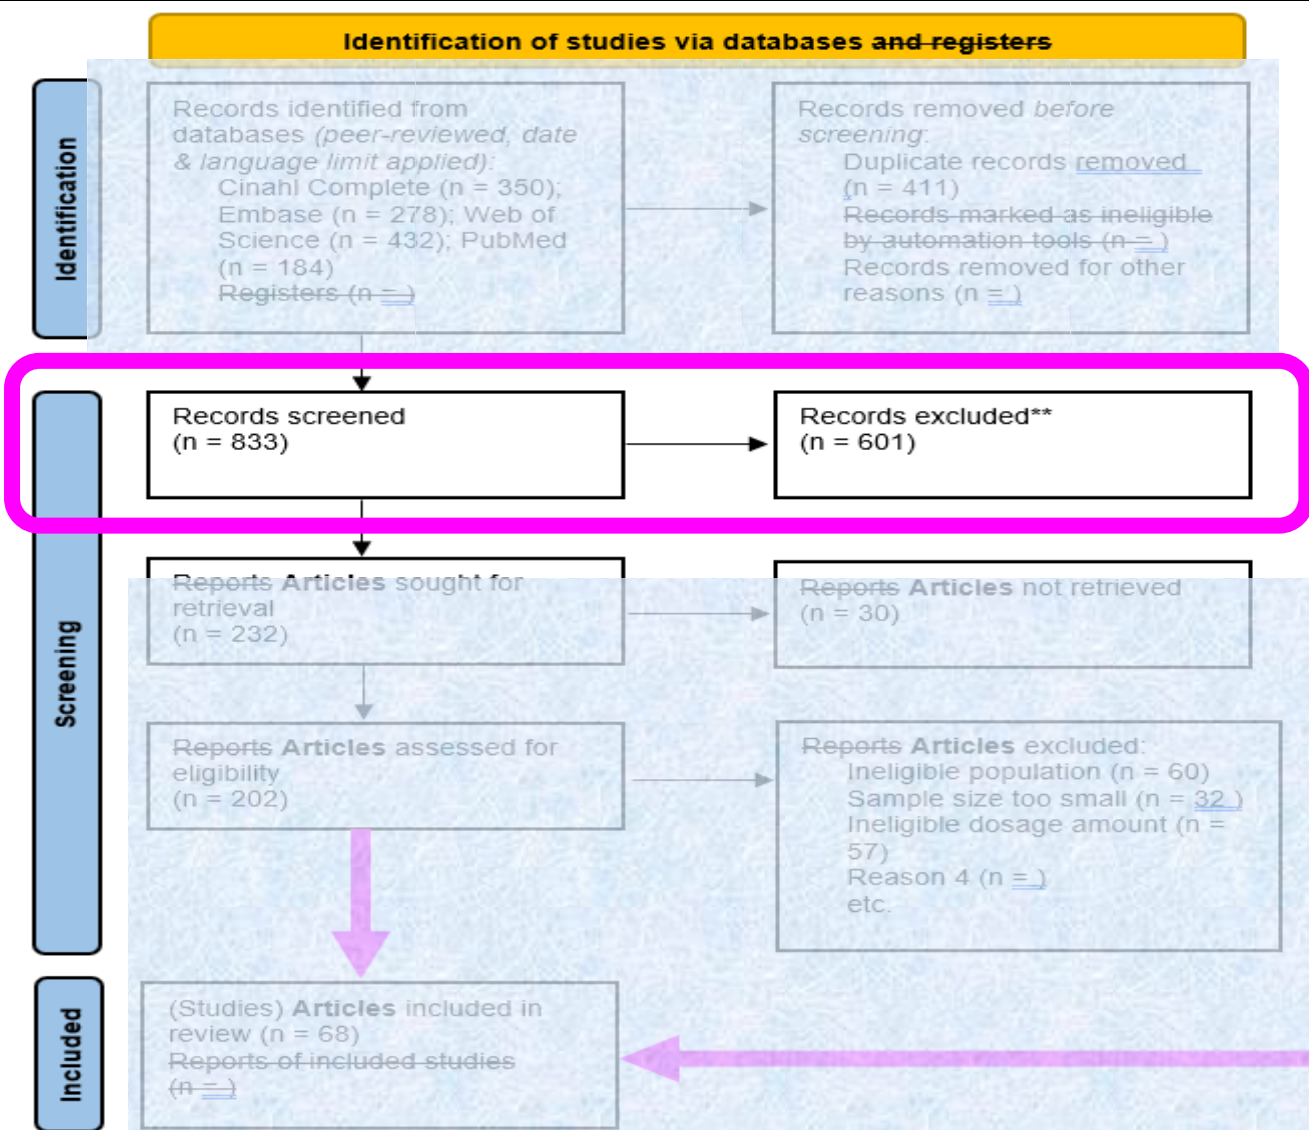 Identification of studies via databases and registers
Identification
Records identified from
databases (peer-reviewed, date
& language limit applied):
Cinahl Complete (n = 350);
Embase (n = 278); Web of
Science (n = 432); PubMed
(n = 184)
Registers (n = )
Records removed before
screening:
Duplicate records removed
(n = 411)
Records marked as ineligible
by automation tools (n = )
Records removed for other
reasons (n = )
Screening
Records screened
(n = 833)
Records excluded**
(n = 601)
Reports Articles sought for
retrieval
(n = 232)
Reports Articles not retrieved
(n = 30)
Reports Articles assessed for
eligibility
(n = 202)
Reports Articles excluded:
Ineligible population (n = 60)
Sample size too small (n = 32 )
Ineligible dosage amount (n =
57)
Reason 4 (n = )
etc.
Included
(Studies) Articles included in
review (n = 68)
Reports of included studies
(n = )